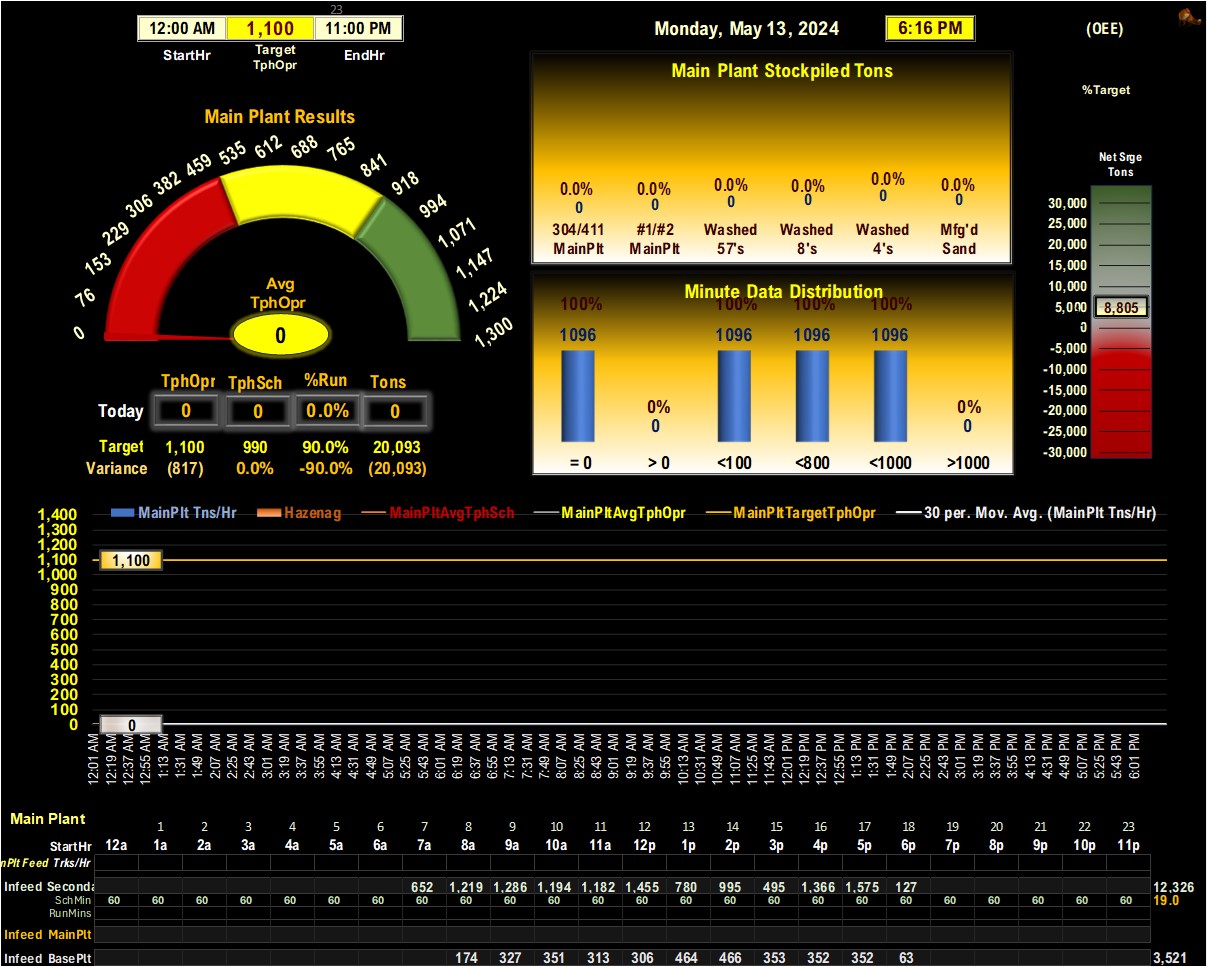 23
12:00 AM 1,100 11:00 PM
StartHr Target TphOpr EndHr
Monday, May 13, 2024 6:16 PM (OEE)
%Target
Main Plant Stockpiled Tons
0.0% 0.0% 0.0% 0.0% 0.0% 0.0%
0 0 0 0 0 0
304/411 #1/#2 Washed Washed Washed Mfg'd
MainPlt MainPlt 57's 8's 4's Sand
Main Plant Results
0 76 153 229 306 382 459 535 612 688 765 841 918 994 1,071 1,147 1,224 1,300
Avg
TphOpr
0
Net Srge
Tons
30,000
25,000
20,000
15,000
10,000
5,000 8,805
0
-5,000
-10,000
-15,000
-20,000
-25,000
-30,000
Minute Data Distribution
100% 100% 100% 100%
1096 1096 1096 1096
0% 0%
0 0
= 0 > 0 <100 <800 <1000 >1000
TphOpr TphSch %Run Tons
Today 0 0 0.0% 0
Target 1,100 990 90.0% 20,093
Variance (817) 0.0% -90.0% (20,093)
MainPlt Tns/Hr Hazenag MainPltAvgTphSch MainPltAvgTphOpr MainPltTargetTphOpr 30 per. Mov. Avg. (MainPlt Tns/Hr)
1,400
1,300
1,200
1,100 1,100
1,000
900
800
700
600
500
400
300
200
100
0 0
12:01 AM 12:19 AM 12:37 AM 12:55 AM 1:13 AM 1:31 AM 1:49 AM 2:07 AM 2:25 AM 2:43 AM 3:01 AM 3:19 AM 3:37 AM 3:55 AM 4:13 AM 4:31 AM 4:49 AM 5:07 AM 5:25 AM 5:43 AM 6:01 AM 6:19 AM 6:37 AM 6:55 AM 7:13 AM 7:31 AM 7:49 AM 8:07 AM 8:25 AM 8:43 AM 9:01 AM 9:19 AM 9:37 AM 9:55 AM 10:13 AM 10:31 AM 10:49 AM 11:07 AM 11:25 AM 11:43 AM 12:01 PM 12:19 PM 12:37 PM 12:55 PM 1:13 PM 1:31 PM 1:49 PM 2:07 PM 2:25 PM 2:43 PM 3:01 PM 3:19 PM 3:37 PM 3:55 PM 4:13 PM 4:31 PM 4:49 PM 5:07 PM 5:25 PM 5:43 PM 6:01 PM
Main Plant
1 2 3 4 5 6 7 8 9 10 11 12 13 14 15 16 17 18 19 20 21 22 23
StartHr 12a 1a 2a 3a 4a 5a 6a 7a 8a 9a 10a 11a 12p 1p 2p 3p 4p 5p 6p 7p 8p 9p 10p 11p
nPlt Feed Trks/Hr
Infeed Seconda 652 1,219 1,286 1,194 1,182 1,455 780 995 495 1,366 1,575 127 12,326
SchMin 60 60 60 60 60 60 60 60 60 60 60 60 60 60 60 60 60 60 60 60 60 60 60 60 19.0
RunMins
Infeed MainPlt
Infeed BasePlt 174 327 351 313 306 464 466 353 352 352 63 3,521